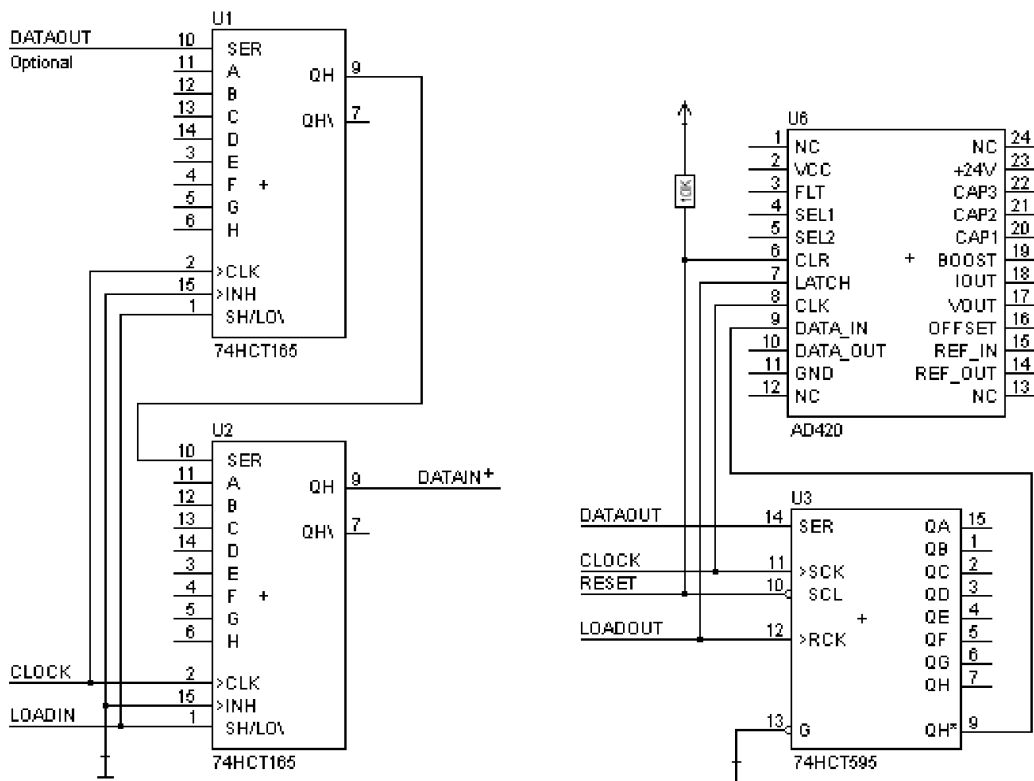 U1
DATAOUT 10 SER
Optional 11 A QH 9
12 B
13 C QH\ 7
14 D
3 E
4 F +
5 G
6 H
2 >CLK
15 >INH
1 SH/LO\
74HCT165
U2
10 SER
11 A QH 9 DATAIN+
12 B
13 C QH\ 7
14 D
3 E
4 F +
5 G
6 H
CLOCK 2 >CLK
15 >INH
LOADIN 1 SH/LO\
74HCT165
10K
U6
1 NC NC 24
2 VCC +24V 23
3 FLT CAP3 22
4 SEL1 CAP2 21
5 SEL2 CAP1 20
6 CLR + BOOST 19
7 LATCH IOUT 18
8 CLK VOUT 17
9 DATA_IN OFFSET 16
10 DATA_OUT REF_IN 15
11 GND REF_OUT 14
12 NC NC 13
AD420
U3
DATAOUT 14 SER QA 15
QB 1
CLOCK 11 >SCK QC 2
RESET 10 SCL QD 3
QE 4
LOADOUT 12 >RCK + QF 5
QG 6
QH 7
13 G QH* 9
74HCT595